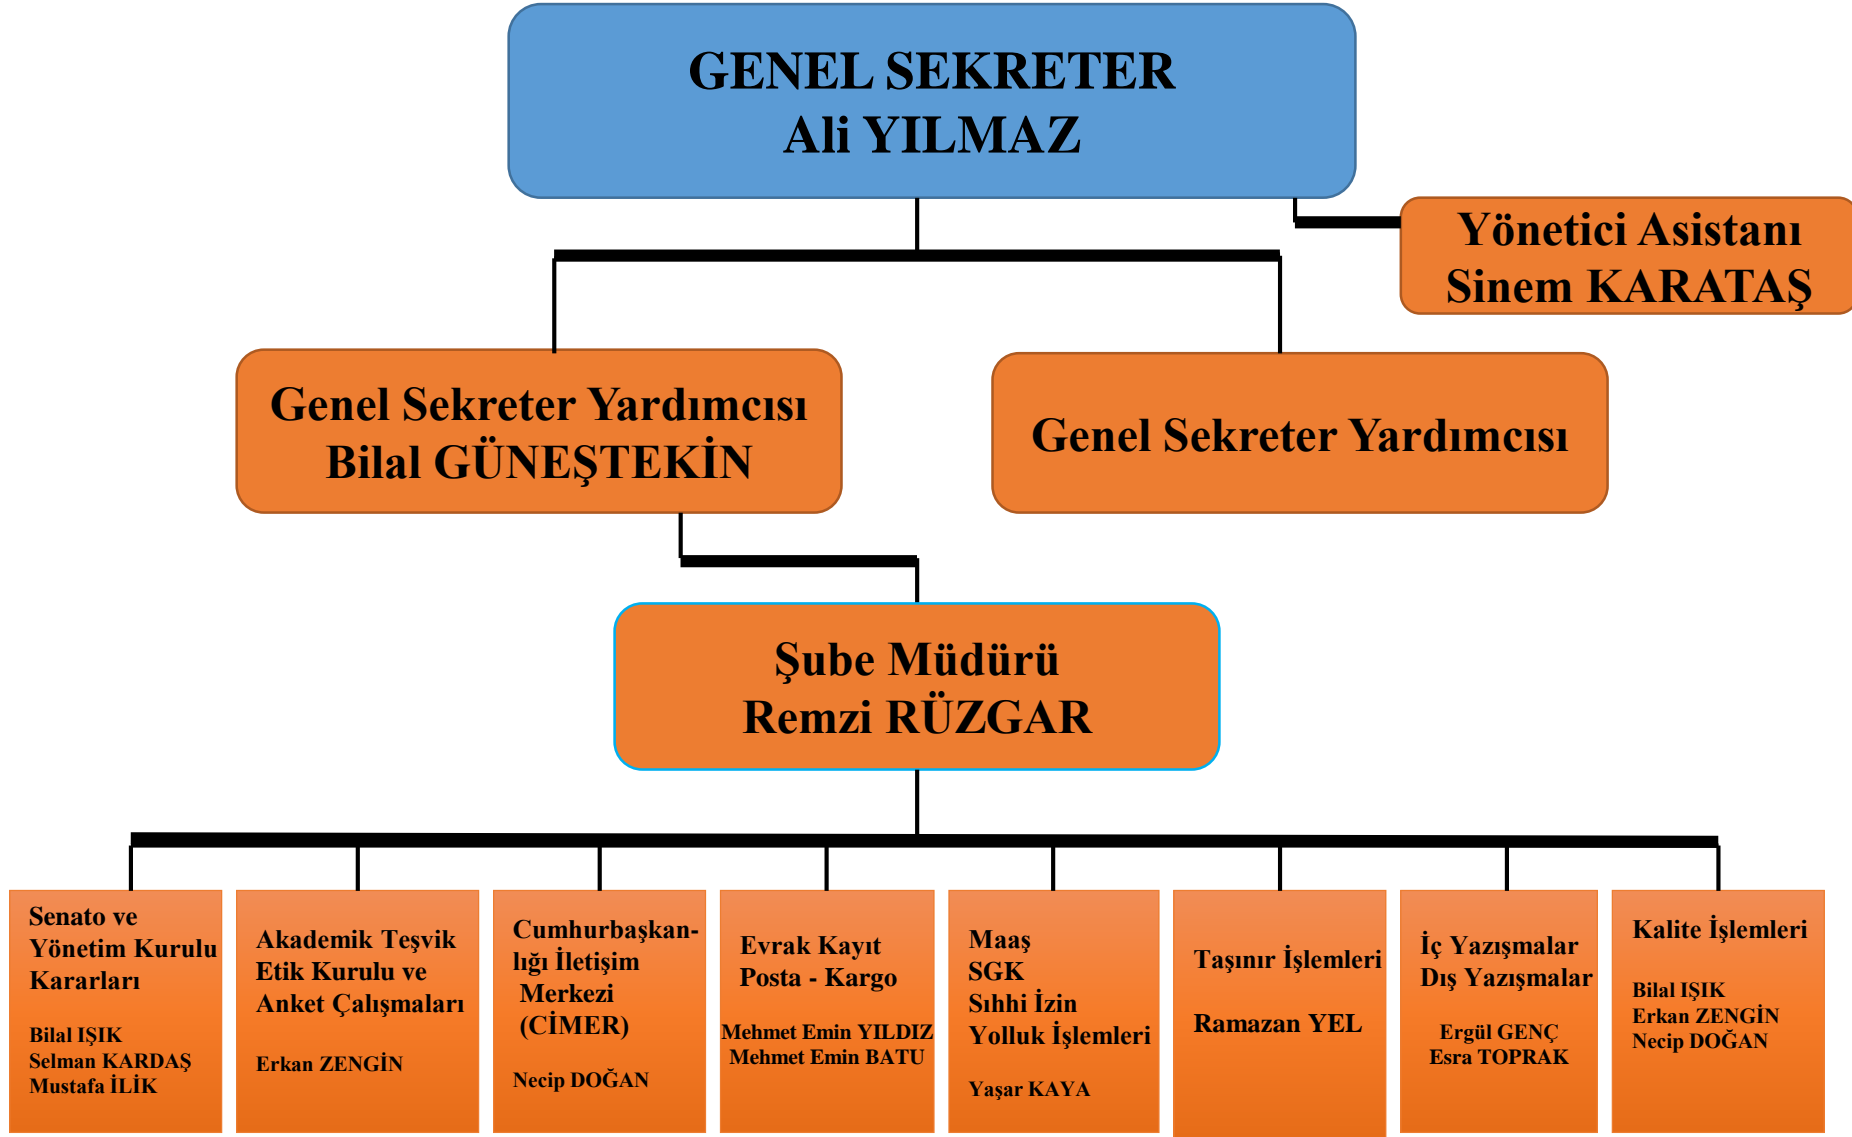 GENEL SEKRETER
Ali YILMAZ
Yönetici Asistanı
Sinem KARATAŞ
Genel Sekreter Yardımcısı
Bilal GÜNEŞTEKİN
Genel Sekreter Yardımcısı
Şube Müdürü
Remzi RÜZGAR
Senato ve
Yönetim Kurulu
Kararları
Bilal IŞIK
Selman KARDAŞ
Mustafa İLİK
Akademik Teşvik
Etik Kurulu ve
Anket Çalışmaları
Erkan ZENGİN
Cumhurbaşkan-
lığı İletişim
Merkezi
(CİMER)
Necip DOĞAN
Evrak Kayıt
Posta - Kargo
Mehmet Emin YILDIZ
Mehmet Emin BATU
Maaş
SGK
Sıhhi İzin
Yolluk İşlemleri
Yaşar KAYA
Taşınır İşlemleri
Ramazan YEL
İç Yazışmalar
Dış Yazışmalar
Ergül GENÇ
Esra TOPRAK
Kalite İşlemleri
Bilal IŞIK
Erkan ZENGİN
Necip DOĞAN